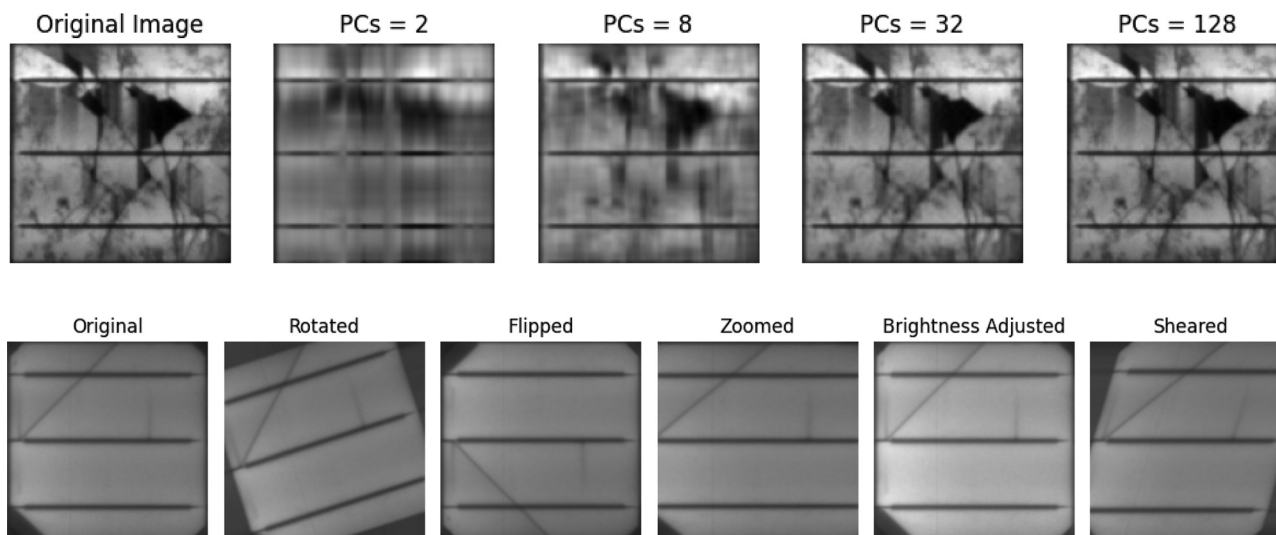 Original Image PCs = 2 PCs = 8 PCs = 32 PCs = 128
Original Rotated Flipped Zoomed Brightness Adjusted Sheared